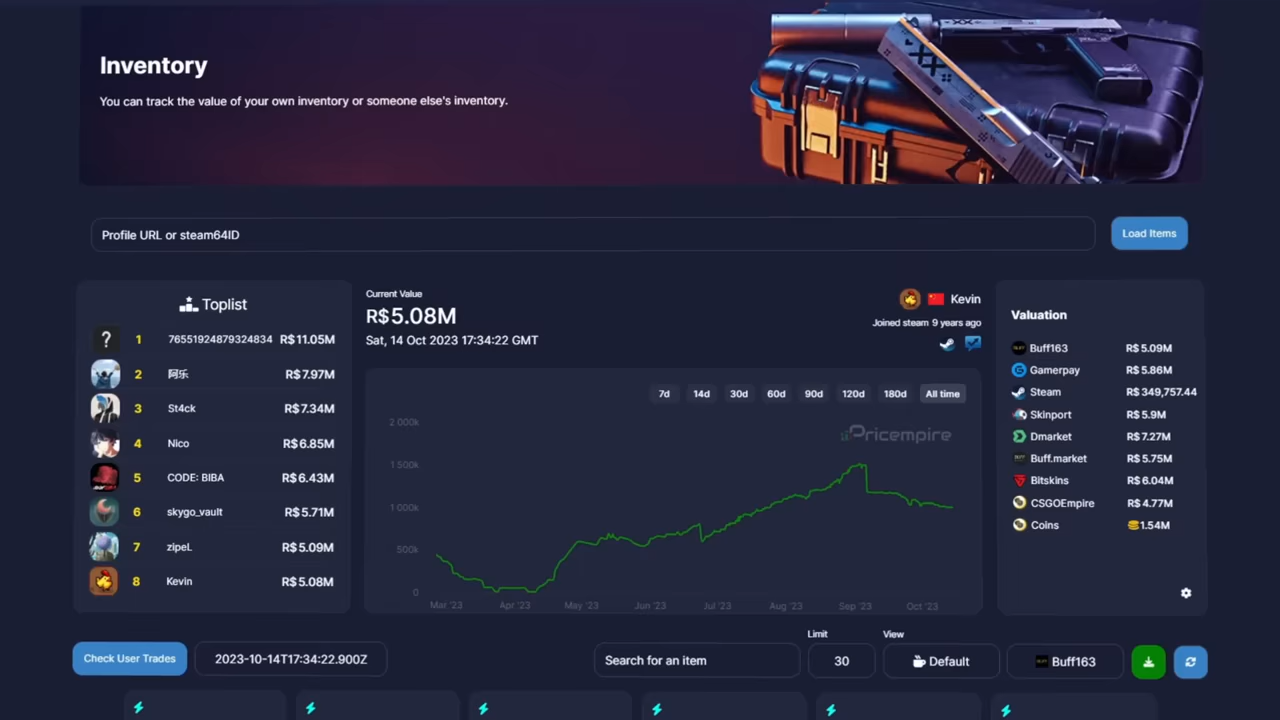 Inventory
You can track the value of your own inventory or someone else's inventory.
Profile URL or steam64ID
Load Items
Toplist
? 1 76551924879324834 R$11.05M
2 阿乐 R$7.97M
3 St4ck R$7.34M
4 Nico R$6.85M
5 CODE: BIBA R$6.43M
6 skygo_vault R$5.71M
7 zipeL R$5.09M
8 Kevin R$5.08M
Current Value
R$5.08M
Sat, 14 Oct 2023 17:34:22 GMT
Kevin
Joined steam 9 years ago
7d 14d 30d 60d 90d 120d 180d All time
Pricempire
2 000k
1 500k
1 000k
500k
0
Mar '23 Apr '23 May '23 Jun '23 Jul '23 Aug '23 Sep '23 Oct '23
Valuation
Buff163 R$5.09M
Gamerpay R$5.86M
Steam R$349,757.44
Skinport R$5.9M
Dmarket R$7.27M
Buff.market R$5.75M
Bitskins R$6.04M
CSGOEmpire R$4.77M
Coins 1.54M
Check User Trades
2023-10-14T17:34:22.900Z
Search for an item
Limit
30
View
Default
Buff163